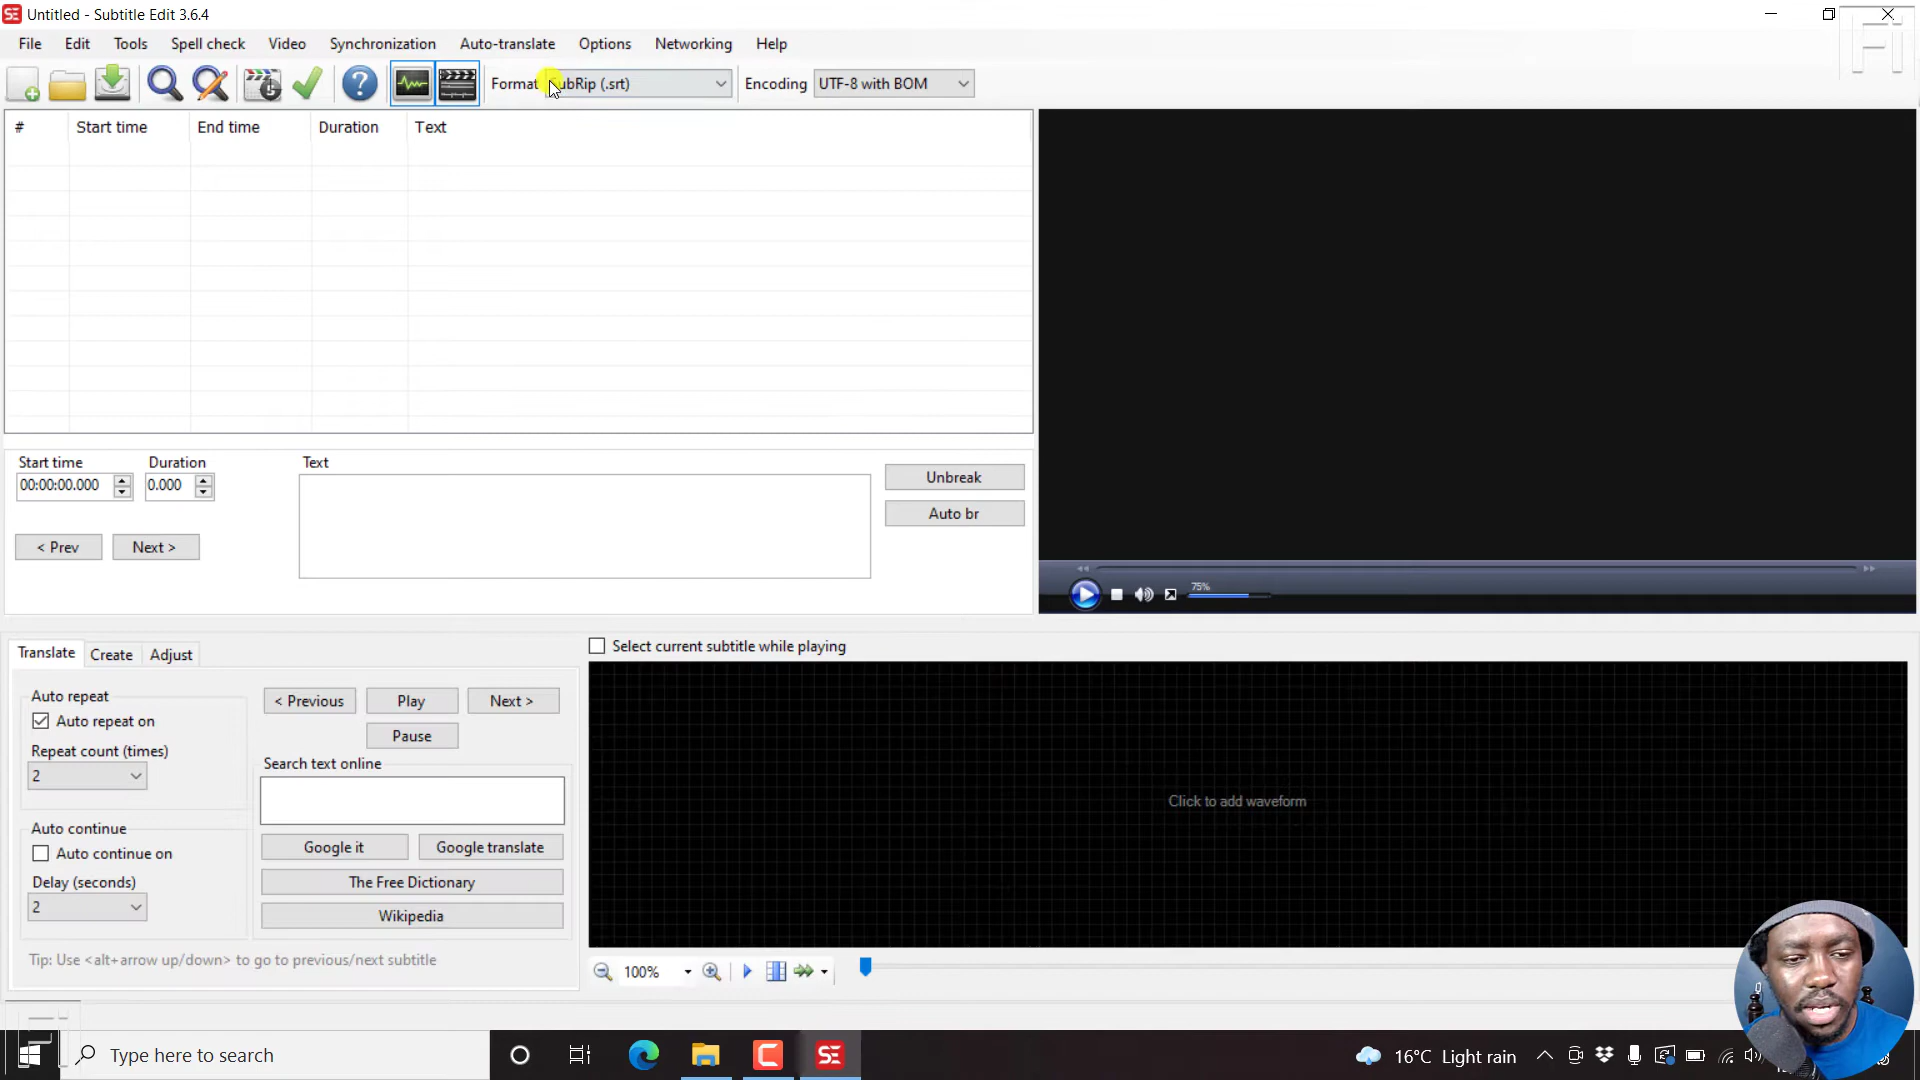 SE Untitled - Subtitle Edit 3.6.4
File Edit Tools Spell check Video Synchronization Auto-translate Options Networking Help
Format SubRip (.srt) Encoding UTF-8 with BOM
# Start time End time Duration Text
Start time Duration Text
00:00:00.000 0.000
Unbreak
Auto br
< Prev Next >
75%
Translate Create Adjust
Select current subtitle while playing
Auto repeat
Auto repeat on
Repeat count (times)
2
Auto continue
Auto continue on
Delay (seconds)
2
< Previous Play Next >
Pause
Search text online
Google it Google translate
The Free Dictionary
Wikipedia
Tip: Use <alt+arrow up/down> to go to previous/next subtitle
Click to add waveform
100%
Type here to search
SE
16°C Light rain